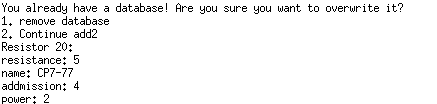 You already have a database! Are you sure you want to overwrite it?
1. remove database
2. Continue add2
Resistor 20:
resistance: 5
name: CP7-77
addmission: 4
power: 2